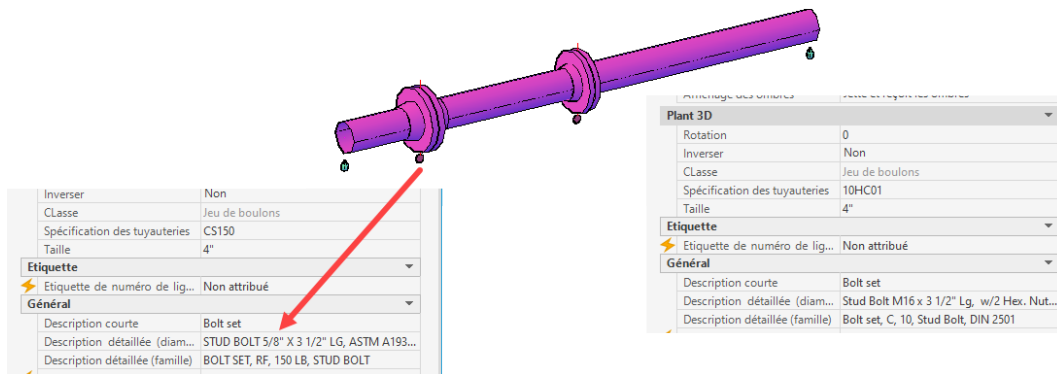 Plant 3D
Rotation 0
Inverser Non
CLasse Jeu de boulons
Spécification des tuyauteries 10HC01
Taille 4"
Etiquette
Etiquette de numéro de lig... Non attribué
Général
Description courte Bolt set
Description détaillée (diam... Stud Bolt M16 x 3 1/2" Lg, w/2 Hex. Nut...
Description détaillée (famille) Bolt set, C, 10, Stud Bolt, DIN 2501
Inverser Non
CLasse Jeu de boulons
Spécification des tuyauteries CS150
Taille 4"
Etiquette
Etiquette de numéro de lig... Non attribué
Général
Description courte Bolt set
Description détaillée (diam... STUD BOLT 5/8" X 3 1/2" LG, ASTM A193...
Description détaillée (famille) BOLT SET, RF, 150 LB, STUD BOLT